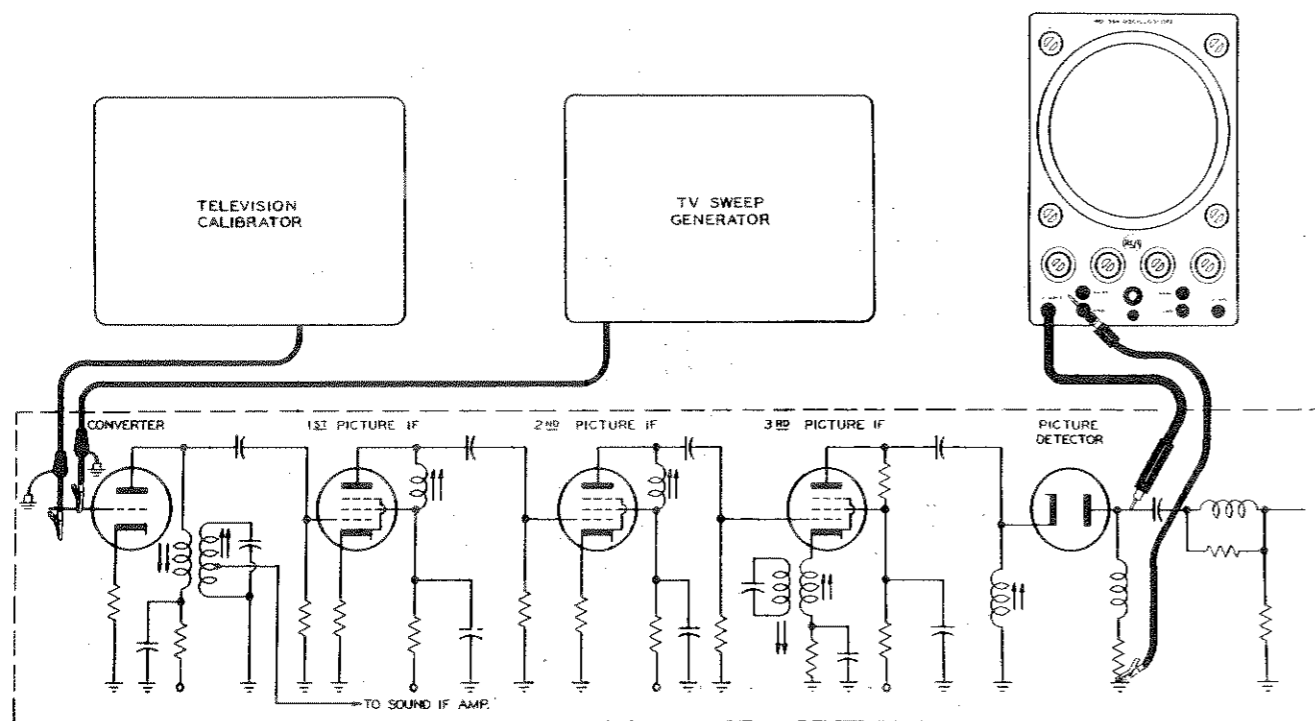 TELEVISION
CALIBRATOR
TV SWEEP
GENERATOR
CONVERTER
1ST PICTURE IF
2ND PICTURE IF
3RD PICTURE IF
PICTURE
DETECTOR
TO SOUND IF AMP.